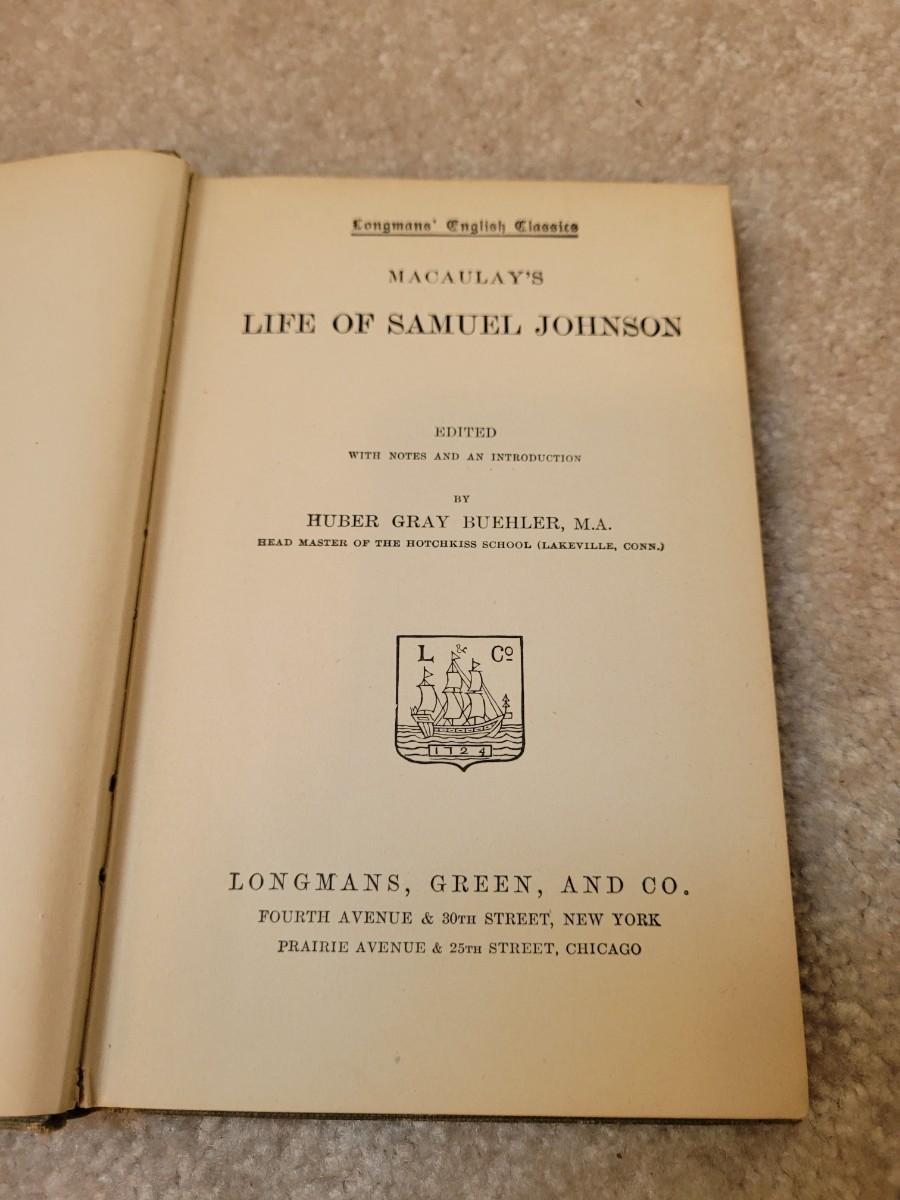 Longmans' English Classics
MACAULAY'S
LIFE OF SAMUEL JOHNSON
EDITED
WITH NOTES AND AN INTRODUCTION
BY
HUBER GRAY BUEHLER, M.A.
HEAD MASTER OF THE HOTCHKISS SCHOOL (LAKEVILLE, CONN.)
L & Co
1724
LONGMANS, GREEN, AND CO.
FOURTH AVENUE & 30TH STREET, NEW YORK
PRAIRIE AVENUE & 25TH STREET, CHICAGO